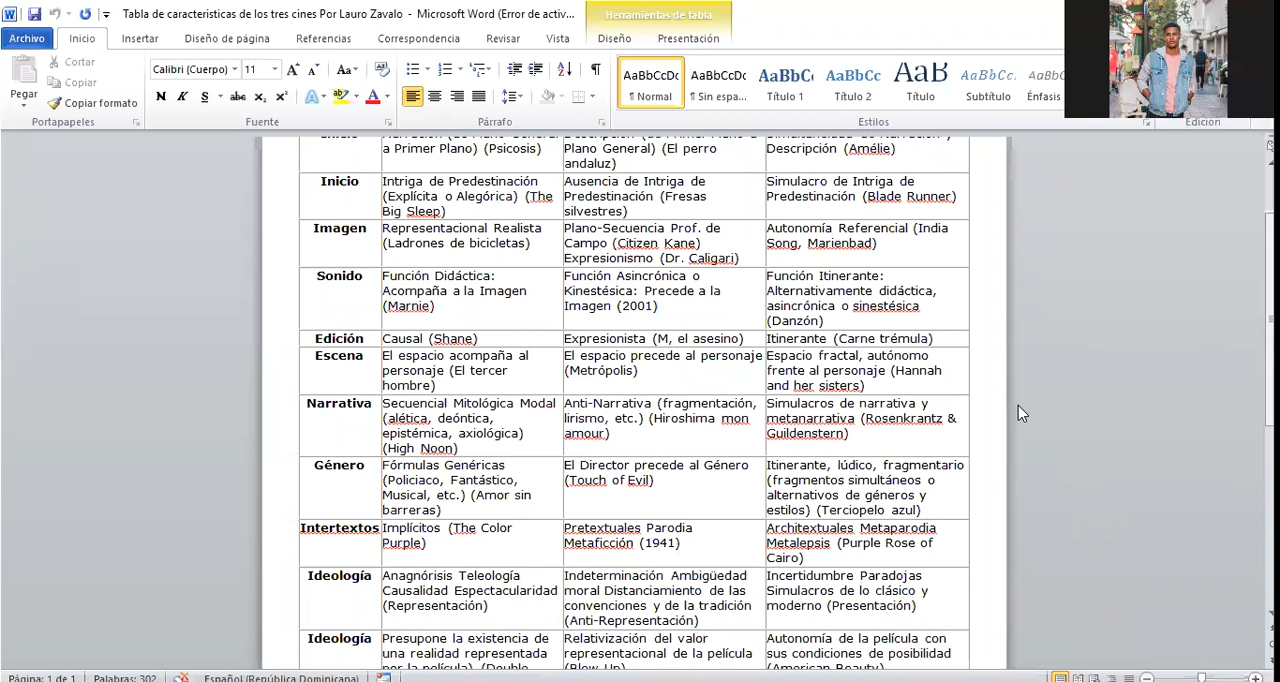 Tabla de caracteristicas de los tres cines Por Lauro Zavalo - Microsoft Word (Error de activ...
Herramientas de tabla
Archivo Inicio Insertar Diseño de página Referencias Correspondencia Revisar Vista Diseño Presentación
Pegar
Cortar
Copiar
Copiar formato
Portapapeles
Calibri (Cuerpo) 11
N K S abc x₂ x²
Fuente
Párrafo
AaBbCcDc
¶ Normal
AaBbCcDc
¶ Sin espa...
AaBbC
Título 1
AaBbCc
Título 2
AaB
Título
AaBbCc.
Subtítulo
AaBbC
Énfasis
Estilos
Edición
a Primer Plano) (Psicosis)
Plano General) (El perro
andaluz)
Descripción (Amélie)
Inicio
Intriga de Predestinación
(Explícita o Alegórica) (The
Big Sleep)
Ausencia de Intriga de
Predestinación (Fresas
silvestres)
Simulacro de Intriga de
Predestinación (Blade Runner)
Imagen
Representacional Realista
(Ladrones de bicicletas)
Plano-Secuencia Prof. de
Campo (Citizen Kane)
Expresionismo (Dr. Caligari)
Autonomía Referencial (India
Song, Marienbad)
Sonido
Función Didáctica:
Acompaña a la Imagen
(Marnie)
Función Asincrónica o
Kinestésica: Precede a la
Imagen (2001)
Función Itinerante:
Alternativamente didáctica,
asincrónica o sinestésica
(Danzón)
Edición
Causal (Shane)
Expresionista (M, el asesino)
Itinerante (Carne trémula)
Escena
El espacio acompaña al
personaje (El tercer
hombre)
El espacio precede al personaje
(Metrópolis)
Espacio fractal, autónomo
frente al personaje (Hannah
and her sisters)
Narrativa
Secuencial Mitológica Modal
(alética, deóntica,
epistémica, axiológica)
(High Noon)
Anti-Narrativa (fragmentación,
lirismo, etc.) (Hiroshima mon
amour)
Simulacros de narrativa y
metanarrativa (Rosenkrantz &
Guildenstern)
Género
Fórmulas Genéricas
(Policiaco, Fantástico,
Musical, etc.) (Amor sin
barreras)
El Director precede al Género
(Touch of Evil)
Itinerante, lúdico, fragmentario
(fragmentos simultáneos o
alternativos de géneros y
estilos) (Terciopelo azul)
Intertextos
Implícitos (The Color
Purple)
Pretextuales Parodia
Metaficción (1941)
Architextuales Metaparodia
Metalepsis (Purple Rose of
Cairo)
Ideología
Anagnórisis Teleología
Causalidad Espectacularidad
(Representación)
Indeterminación Ambigüedad
moral Distanciamiento de las
convenciones y de la tradición
(Anti-Representación)
Incertidumbre Paradojas
Simulacros de lo clásico y
moderno (Presentación)
Ideología
Presupone la existencia de
una realidad representada
por la película) (Double
Relativización del valor
representacional de la película
(Blow Up)
Autonomía de la película con
sus condiciones de posibilidad
(American Beauty)
Página: 1 de 1 Palabras: 302 Español (República Dominicana)